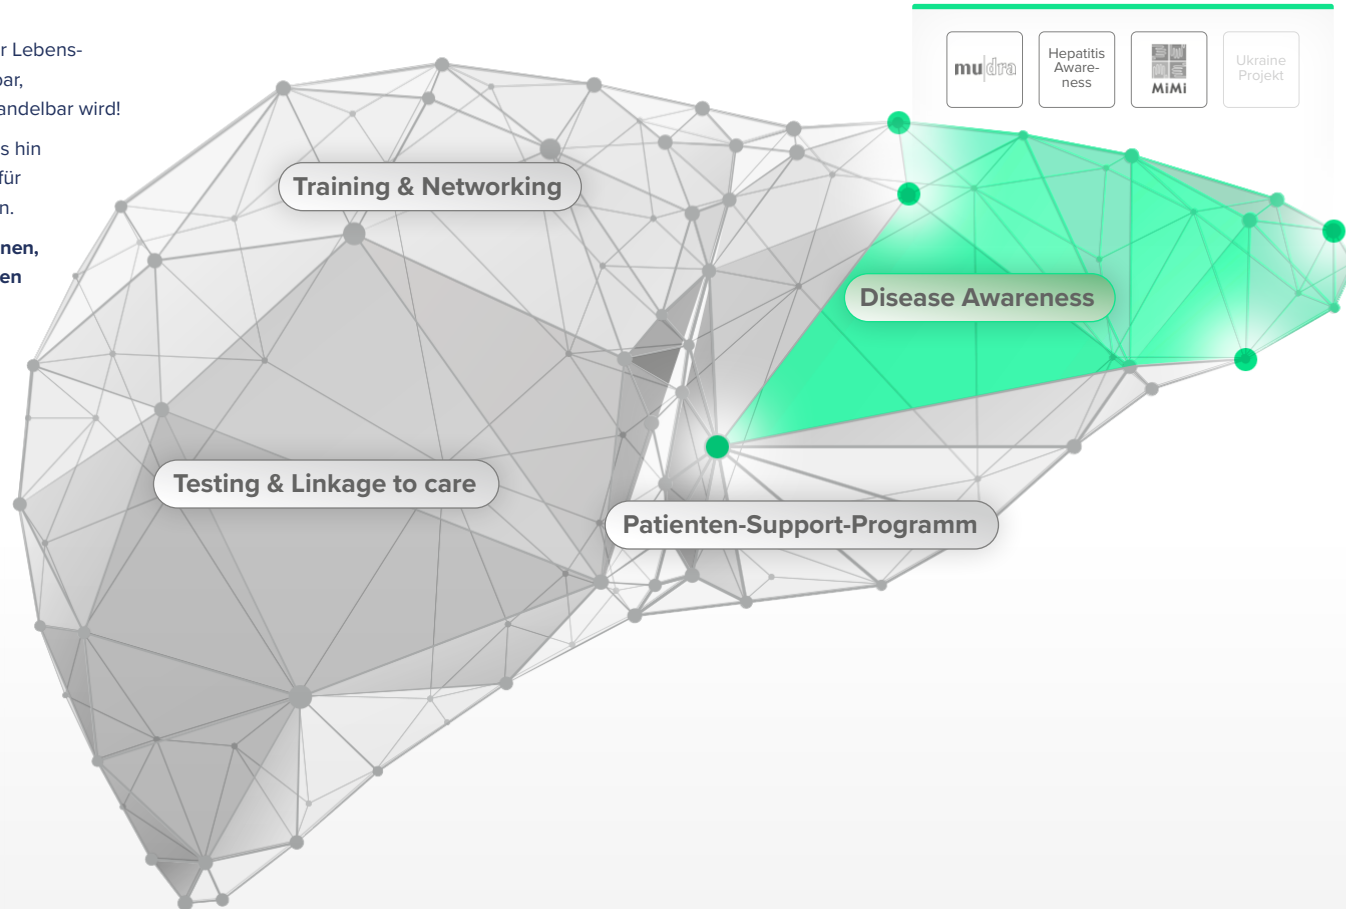 r Lebens-
bar,
andelbar wird!
s hin
für
n.
nen,
en
mu|dra
Hepatitis
Aware-
ness
MiMi
Ukraine
Projekt
Training & Networking
Disease Awareness
Testing & Linkage to care
Patienten-Support-Programm